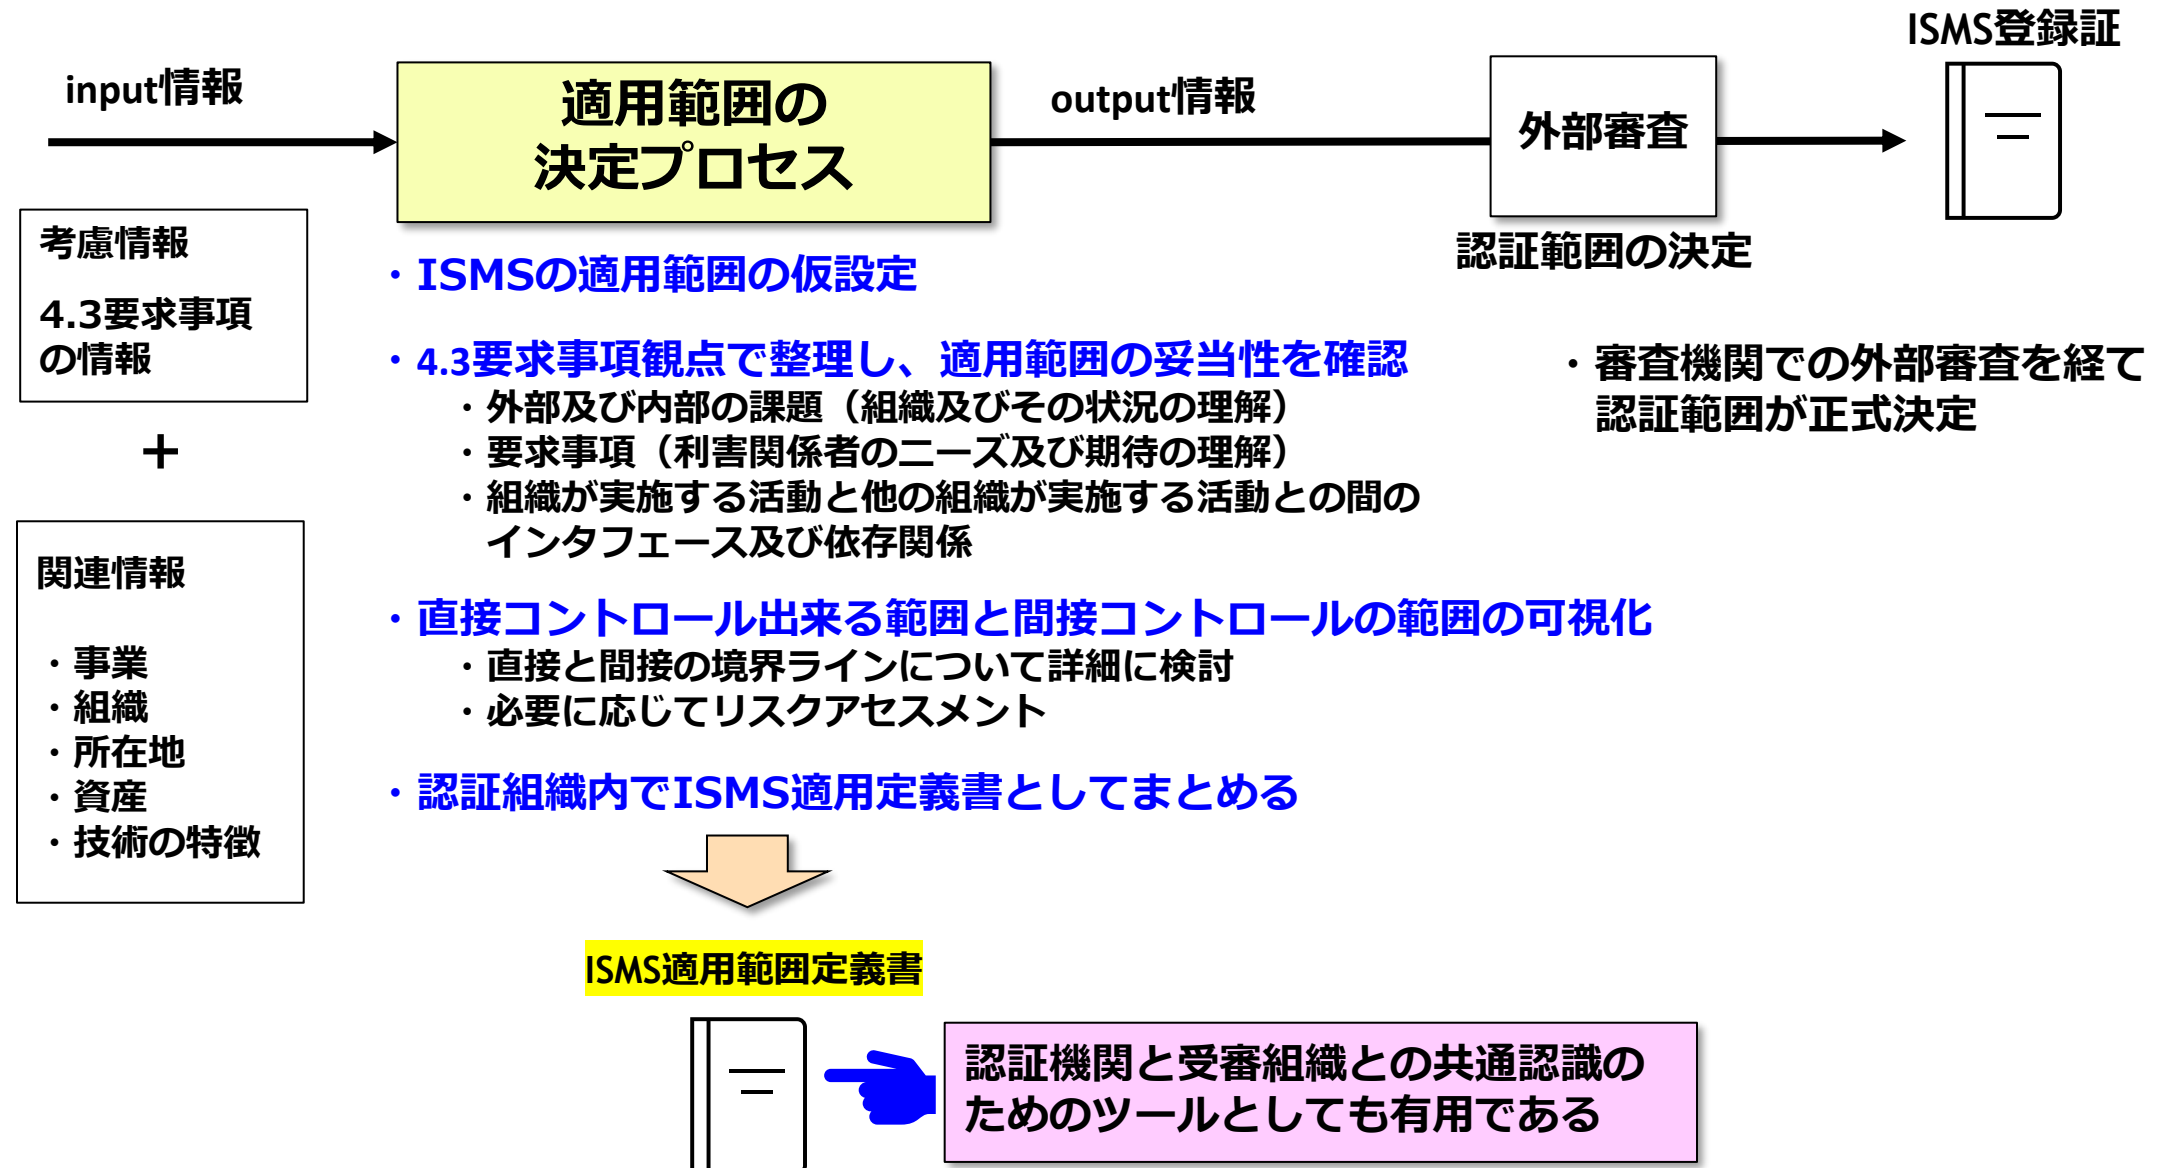 ISMS登録証
input情報
適用範囲の
決定プロセス
output情報
外部審査
認証範囲の決定
考慮情報
4.3要求事項
の情報
＋
関連情報
・事業
・組織
・所在地
・資産
・技術の特徴
・ISMSの適用範囲の仮設定
・4.3要求事項観点で整理し、適用範囲の妥当性を確認
・外部及び内部の課題（組織及びその状況の理解）
・要求事項（利害関係者のニーズ及び期待の理解）
・組織が実施する活動と他の組織が実施する活動との間の
インタフェース及び依存関係
・直接コントロール出来る範囲と間接コントロールの範囲の可視化
・直接と間接の境界ラインについて詳細に検討
・必要に応じてリスクアセスメント
・認証組織内でISMS適用定義書としてまとめる
・審査機関での外部審査を経て
認証範囲が正式決定
ISMS適用範囲定義書
認証機関と受審組織との共通認識の
ためのツールとしても有用である